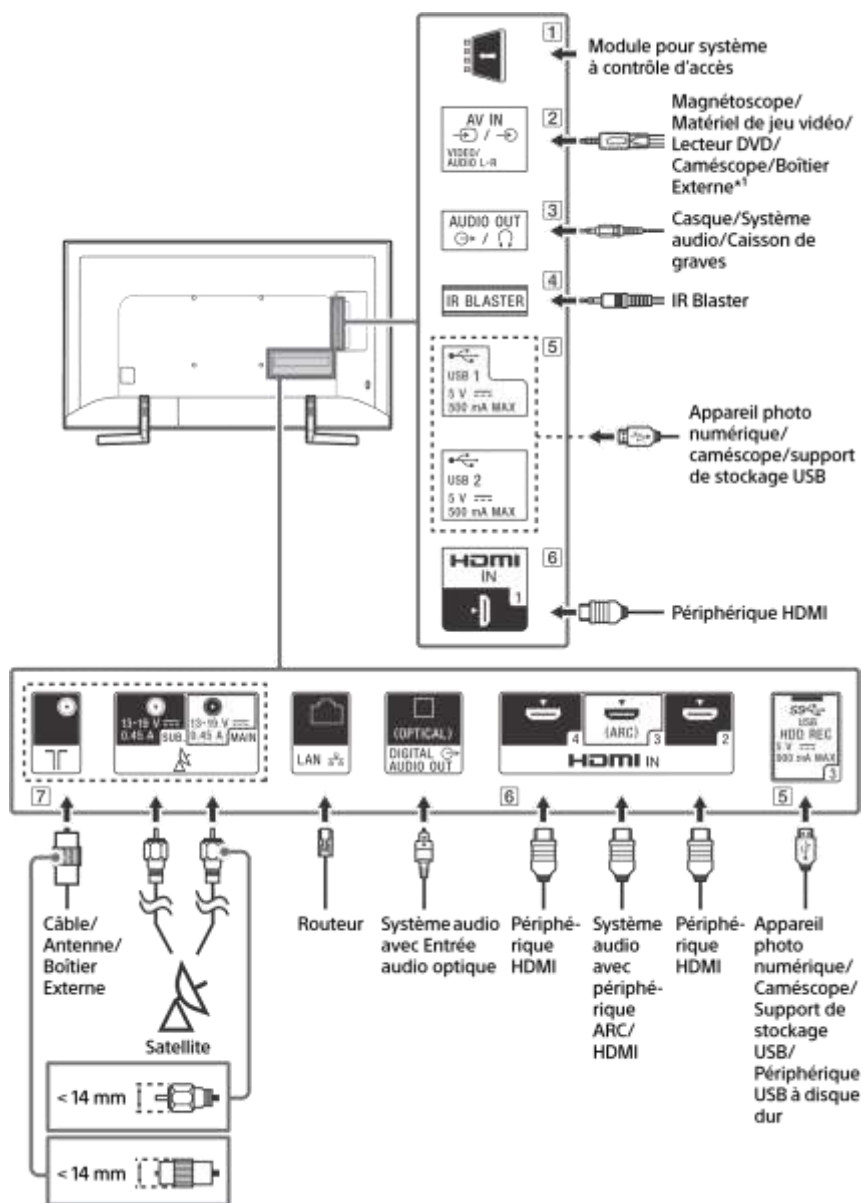 1
Module pour système
à contrôle d'accès
AV IN
/
VIDEO/
AUDIO L-R
2
Magnétoscope/
Matériel de jeu vidéo/
Lecteur DVD/
Caméscope/Boîtier
Externe*1
AUDIO OUT
/
3
Casque/Système
audio/Caisson de
graves
IR BLASTER
4
IR Blaster
5
USB 1
5 V
500 mA MAX
USB 2
5 V
500 mA MAX
Appareil photo
numérique/
caméscope/support
de stockage USB
HDMI
IN
1
6
Périphérique HDMI
13-19 V
0.45 A SUB
13-19 V
0.45 A MAIN
LAN
(OPTICAL)
DIGITAL
AUDIO OUT
4
(ARC)
3
2
HDMI IN
SS
USB
HDD REC
5 V
900 mA MAX
3
7
6
5
Câble/
Antenne/
Boîtier
Externe
Satellite
Routeur
Système audio
avec Entrée
audio optique
Périphé-
rique
HDMI
Système
audio
avec
périphé-
rique
ARC/
HDMI
Périphé-
rique
HDMI
Appareil
photo
numérique/
Caméscope/
Support de
stockage
USB/
Périphérique
USB à disque
dur
< 14 mm
< 14 mm